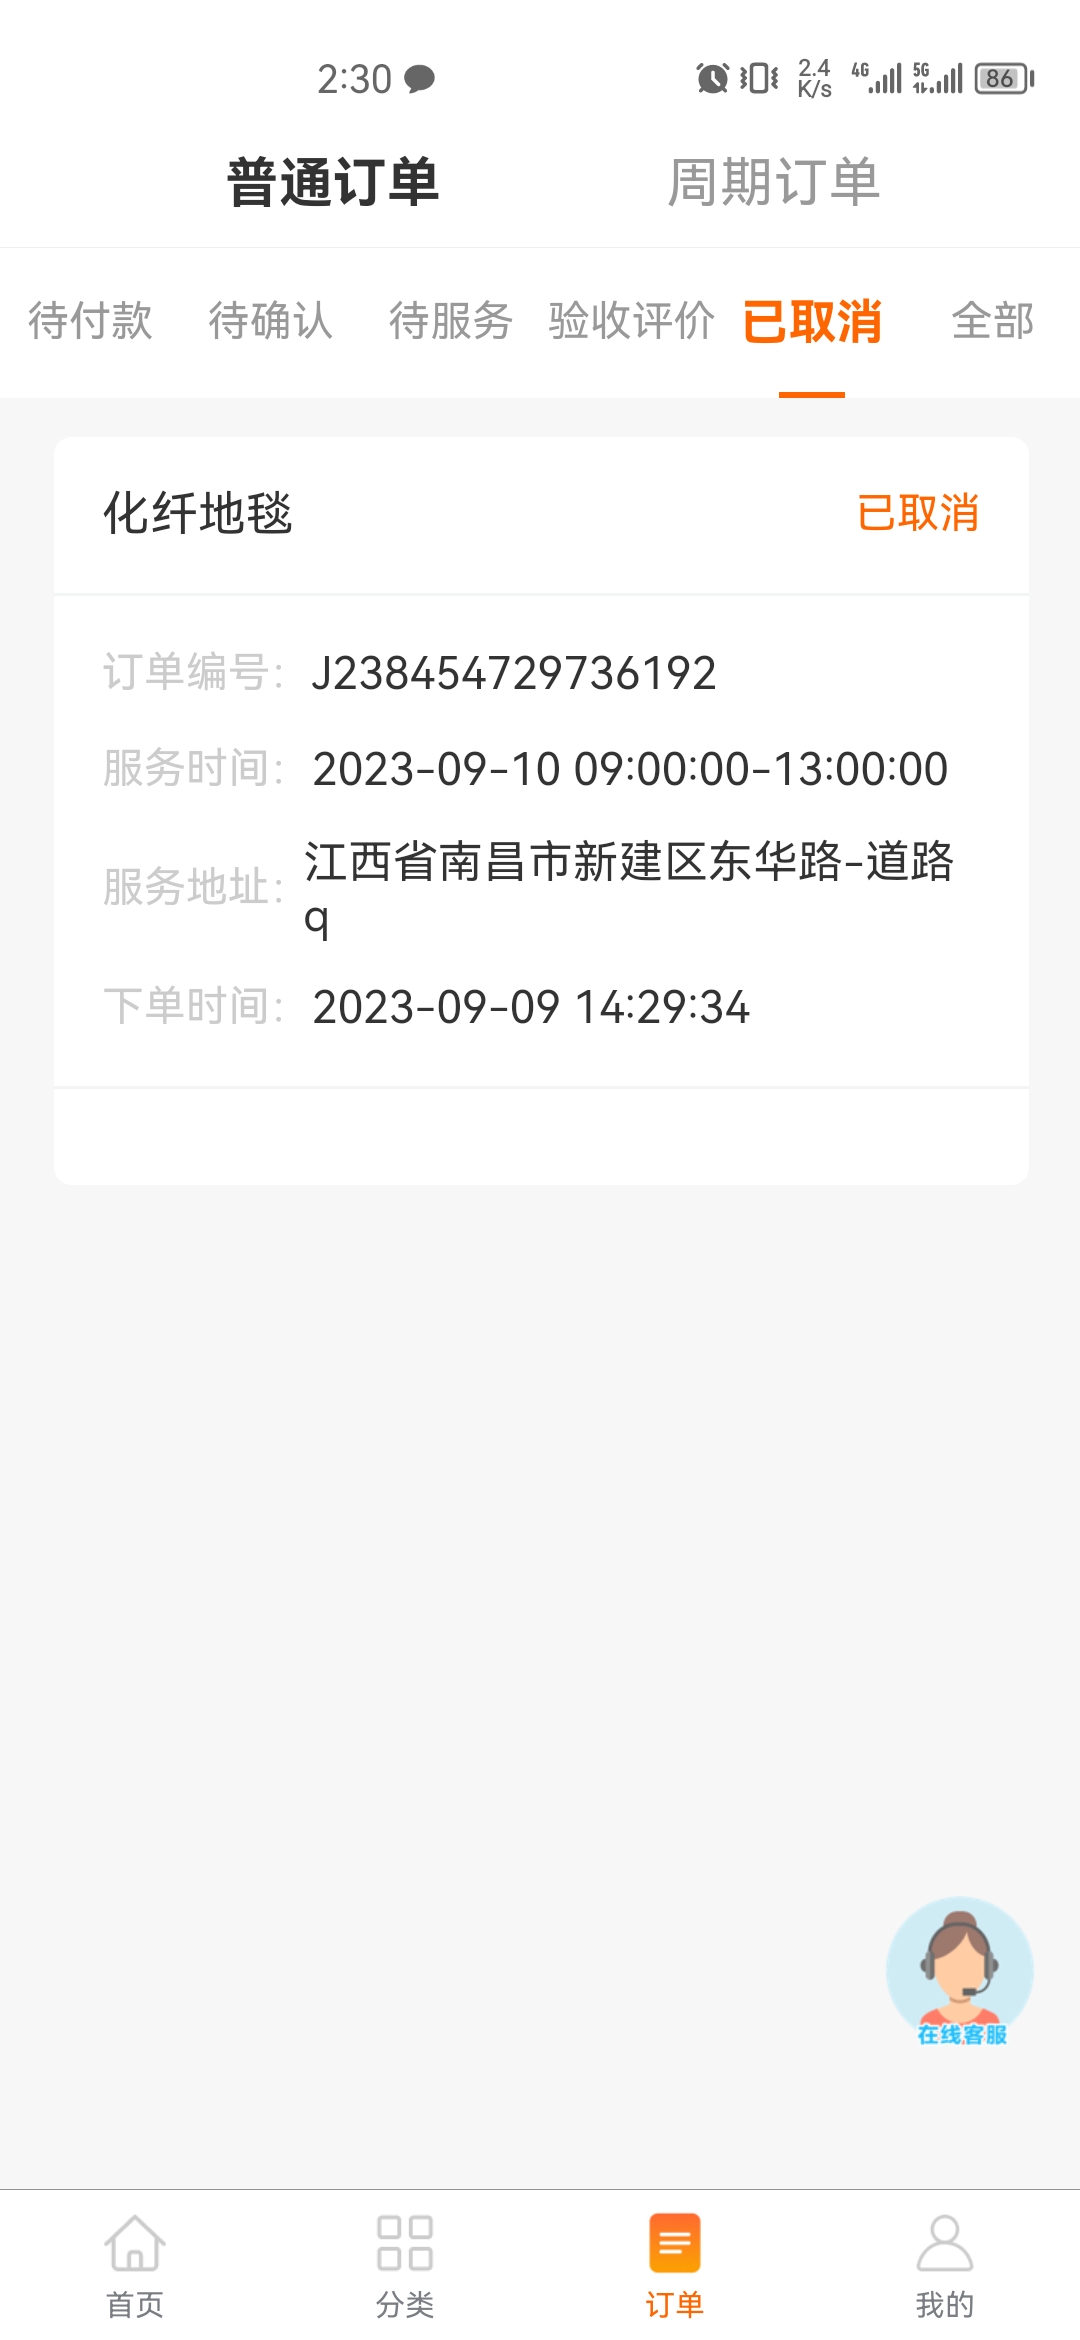 2:30
2.4 K/s 4G 5G 86
普通订单 周期订单
待付款 待确认 待服务 验收评价 已取消 全部
化纤地毯 已取消
订单编号: J238454729736192
服务时间: 2023-09-10 09:00:00-13:00:00
服务地址: 江西省南昌市新建区东华路-道路
q
下单时间: 2023-09-09 14:29:34
在线客服
首页 分类 订单 我的